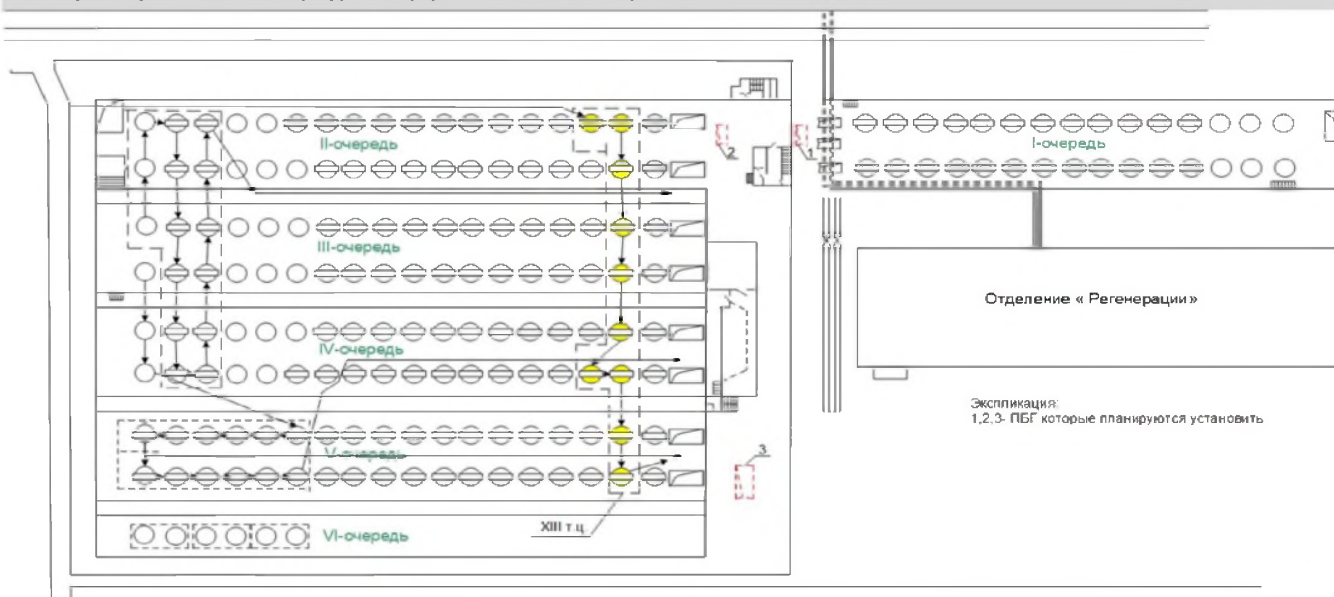 II-очередь
2
1
I-очередь
III-очередь
Отделение « Регенерации»
IV-очередь
Экспликация:
1,2,3- ПБГ которые планируются установить
V-очередь
3
XIII т.ц.
VI-очередь